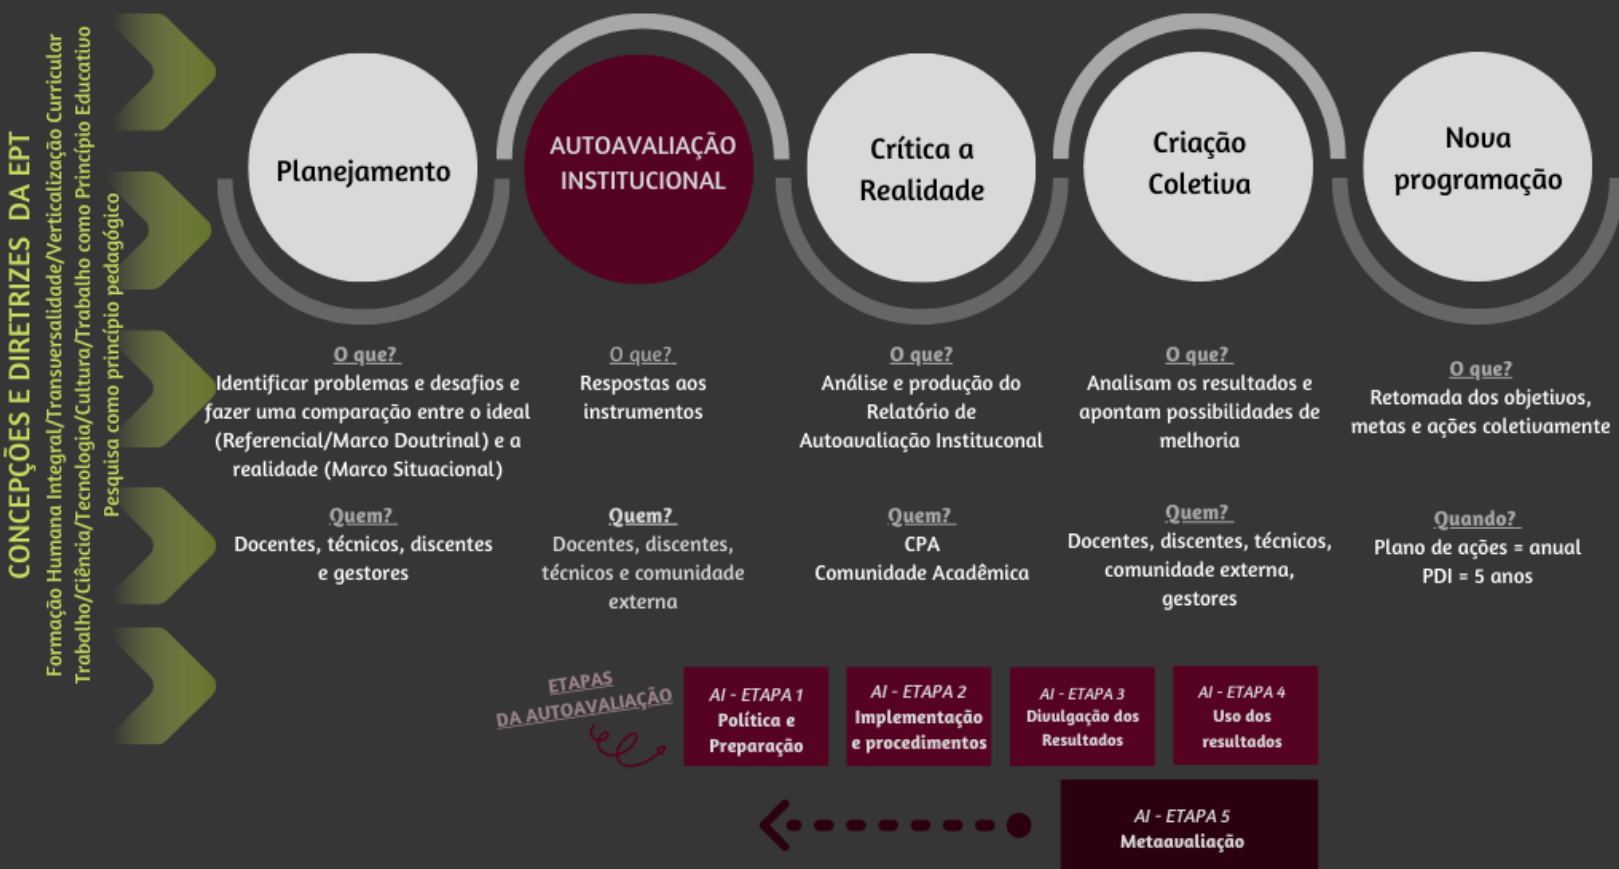 CONCEPÇÕES E DIRETRIZES DA EPT
Formação Humana Integral/Transversalidade/Verticalização Curricular
Trabalho/Ciência/Tecnologia/Cultura/Trabalho como Princípio Educativo
Pesquisa como princípio pedagógico
Planejamento
O que?
Identificar problemas e desafios e
fazer uma comparação entre o ideal
(Referencial/Marco Doutrinal) e a
realidade (Marco Situacional)
Quem?
Docentes, técnicos, discentes
e gestores
AUTOAVALIAÇÃO
INSTITUCIONAL
O que?
Respostas aos
instrumentos
Quem?
Docentes, discentes,
técnicos e comunidade
externa
Crítica a
Realidade
O que?
Análise e produção do
Relatório de
Autoavaliação Instituconal
Quem?
CPA
Comunidade Acadêmica
Criação
Coletiva
O que?
Analisam os resultados e
apontam possibilidades de
melhoria
Quem?
Docentes, discentes, técnicos,
comunidade externa,
gestores
Nova
programação
O que?
Retomada dos objetivos,
metas e ações coletivamente
Quando?
Plano de ações = anual
PDI = 5 anos
ETAPAS
DA AUTOAVALIAÇÃO
AI - ETAPA 1
Política e
Preparação
AI - ETAPA 2
Implementação
e procedimentos
AI - ETAPA 3
Divulgação dos
Resultados
AI - ETAPA 4
Uso dos
resultados
AI - ETAPA 5
Metaavaliação